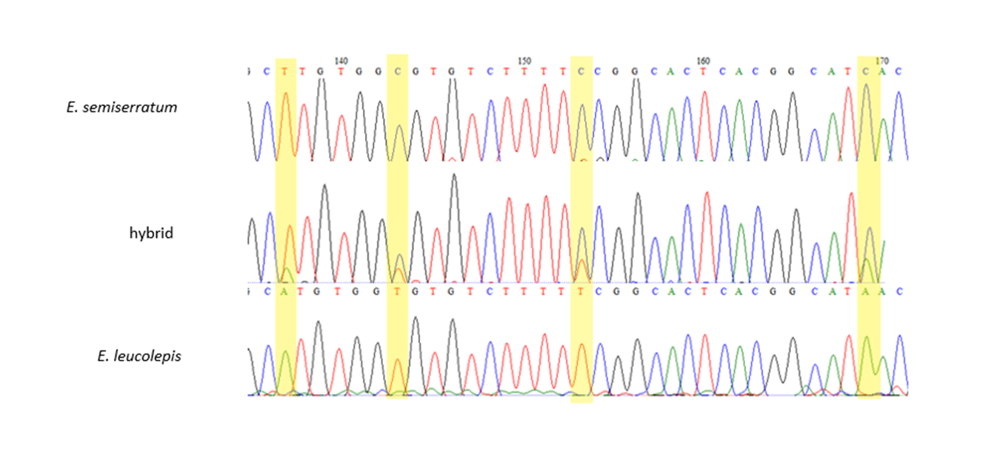 140 150 160 170
C T T G T G G C G T G T C T T T T C C G G C A C T C A C G G C A T C A C
E. semiserratum
hybrid
C A T G T G G T G T G T C T T T T T C G G C A C T C A C G G C A T A A C
E. leucolepis